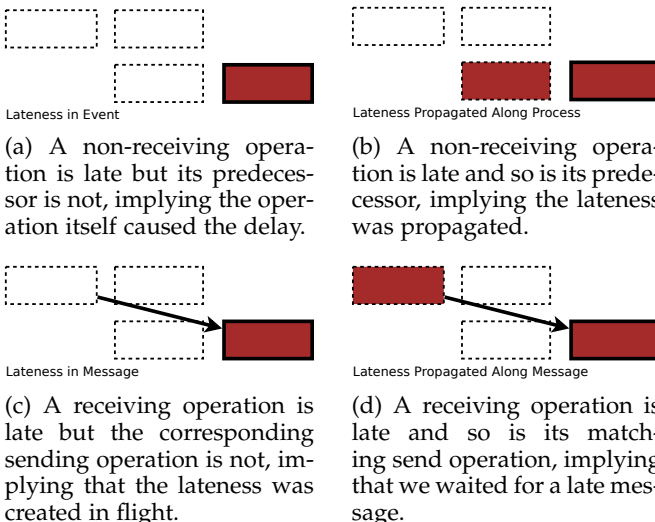 Lateness in Event
(a) A non-receiving opera-
tion is late but its predeces-
sor is not, implying the oper-
ation itself caused the delay.
Lateness Propagated Along Process
(b) A non-receiving opera-
tion is late and so is its prede-
cessor, implying the lateness
was propagated.
Lateness in Message
(c) A receiving operation is
late but the corresponding
sending operation is not, im-
plying that the lateness was
created in flight.
Lateness Propagated Along Message
(d) A receiving operation is
late and so is its match-
ing send operation, implying
that we waited for a late mes-
sage.